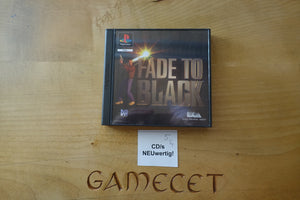 FADE TO
BLACK
CD/s
NEUwertig!
GAMECET